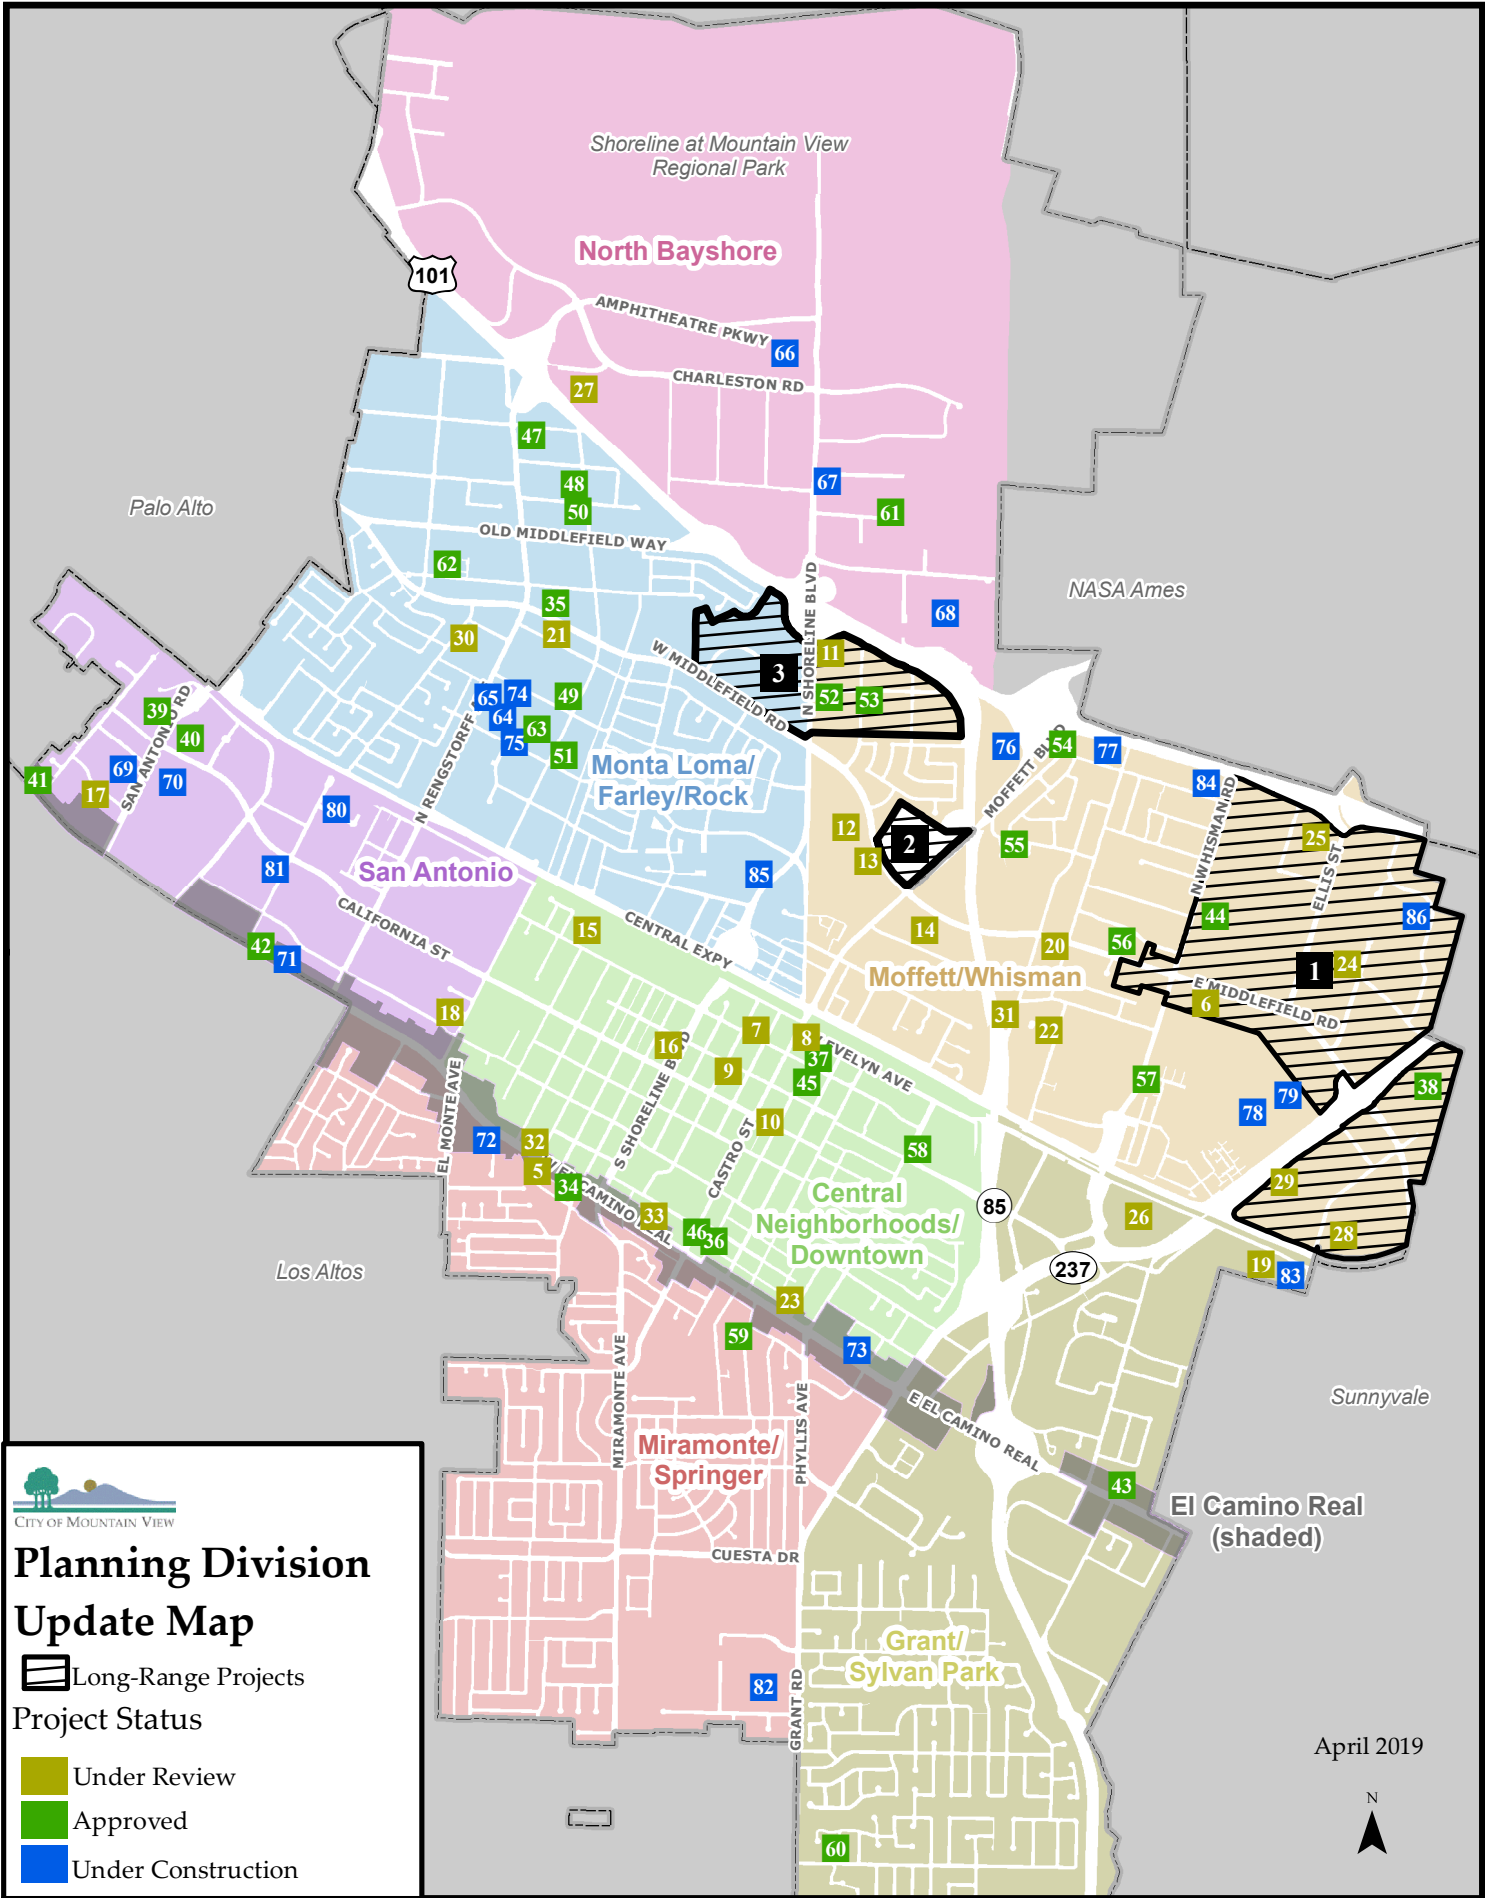 Shoreline at Mountain View
Regional Park
North Bayshore
101
AMPHITHEATRE PKWY
66
CHARLESTON RD
27
47
48
67
50
61
Palo Alto
OLD MIDDLEFIELD WAY
62
NASA Ames
35
68
30
21
11
W MIDDLEFIELD RD
N SHORELINE BLVD
3
65
74
49
52
53
39
64
63
SAN ANTONIO RD
40
75
51
76
54
77
MOFFETT BLVD
Monta Loma/
Farley/Rock
41
69
70
17
84
80
N RENGSTORFF
12
N WHISMAN RD
25
2
55
13
ELLIS ST
81
San Antonio
85
44
86
CALIFORNIA ST
15
CENTRAL EXPY
14
20
56
42
71
24
1
Moffett/Whisman
6
E MIDDLEFIELD RD
18
31
22
7
8
16
37
EVELYN AVE
9
45
57
38
79
78
EL MONTE AVE
S SHORELINE BLVD
10
CASTRO ST
72
32
58
5
34
W EL CAMINO REAL
Central
Neighborhoods/
Downtown
29
85
33
26
46
36
28
237
19
83
Los Altos
23
59
73
MIRAMONTE AVE
PHYLLIS AVE
Sunnyvale
E EL CAMINO REAL
Miramonte/
Springer
43
El Camino Real
(shaded)
CUESTA DR
Grant/
Sylvan Park
82
GRANT RD
60
CITY OF MOUNTAIN VIEW
Planning Division
Update Map
Long-Range Projects
Project Status
Under Review
Approved
Under Construction
April 2019
N